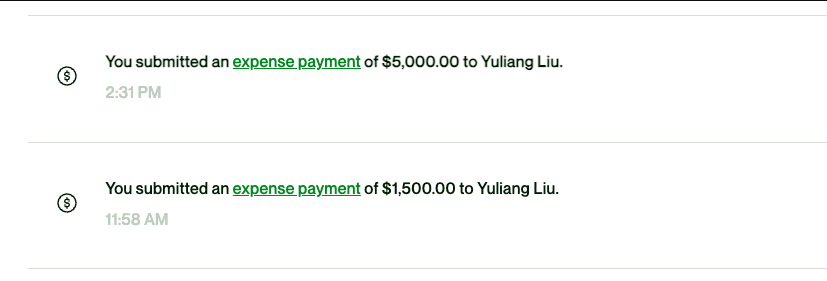 You submitted an expense payment of $5,000.00 to Yuliang Liu.
2:31 PM
You submitted an expense payment of $1,500.00 to Yuliang Liu.
11:58 AM